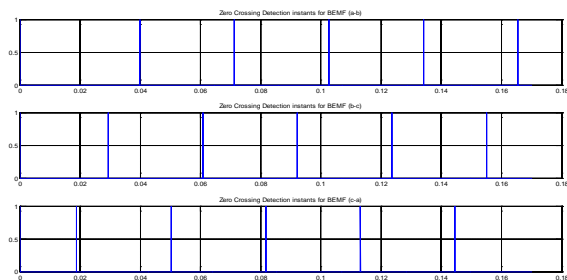 Zero Crossing Detection instants for BEMF (a-b)
1
0.5
0
0 0.02 0.04 0.06 0.08 0.1 0.12 0.14 0.16 0.18
Zero Crossing Detection instants for BEMF (b-c)
1
0.5
0
0 0.02 0.04 0.06 0.08 0.1 0.12 0.14 0.16 0.18
Zero Crossing Detection instants for BEMF (c-a)
1
0.5
0
0 0.02 0.04 0.06 0.08 0.1 0.12 0.14 0.16 0.18